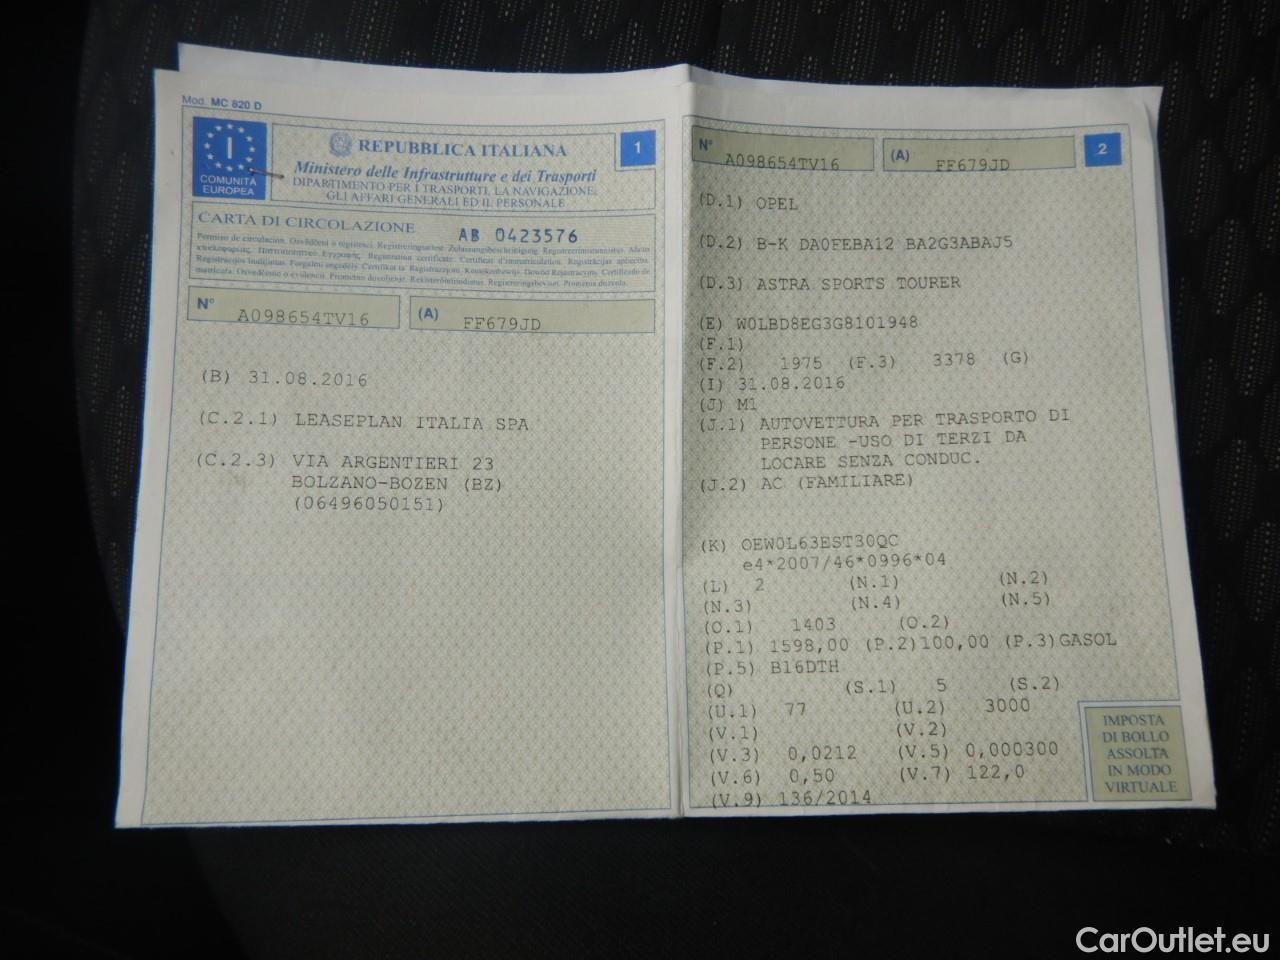 Mod. MC 820 D
I
COMUNITÀ
EUROPEA
REPUBBLICA ITALIANA
Ministero delle Infrastrutture e dei Trasporti
DIPARTIMENTO PER I TRASPORTI, LA NAVIGAZIONE,
GLI AFFARI GENERALI ED IL PERSONALE
1
CARTA DI CIRCOLAZIONE
AB 0423576
N° A098654TV16 (A) FF679JD
(B) 31.08.2016
(C.2.1) LEASEPLAN ITALIA SPA
(C.2.3) VIA ARGENTIERI 23
BOLZANO-BOZEN (BZ)
(06496050151)
N° A098654TV16 (A) FF679JD
2
(D.1) OPEL
(D.2) B-K DA0FEBA12 BA2G3ABAJ5
(D.3) ASTRA SPORTS TOURER
(E) W0LBD8EG3G8101948
(F.1)
(F.2) 1975 (F.3) 3378 (G)
(I) 31.08.2016
(J) M1
(J.1) AUTOVETTURA PER TRASPORTO DI
PERSONE -USO DI TERZI DA
LOCARE SENZA CONDUC.
(J.2) AC (FAMILIARE)
(K) OEW0L63EST30QC
e4*2007/46*0996*04
(L) 2 (N.1) (N.2)
(N.3) (N.4) (N.5)
(O.1) 1403 (O.2)
(P.1) 1598,00 (P.2)100,00 (P.3)GASOL
(P.5) B16DTH
(Q) (S.1) 5 (S.2)
(U.1) 77 (U.2) 3000
(V.1) (V.2)
(V.3) 0,0212 (V.5) 0,000300
(V.6) 0,50 (V.7) 122,0
(V.9) 136/2014
IMPOSTA
DI BOLLO
ASSOLTA
IN MODO
VIRTUALE
CarOutlet.eu